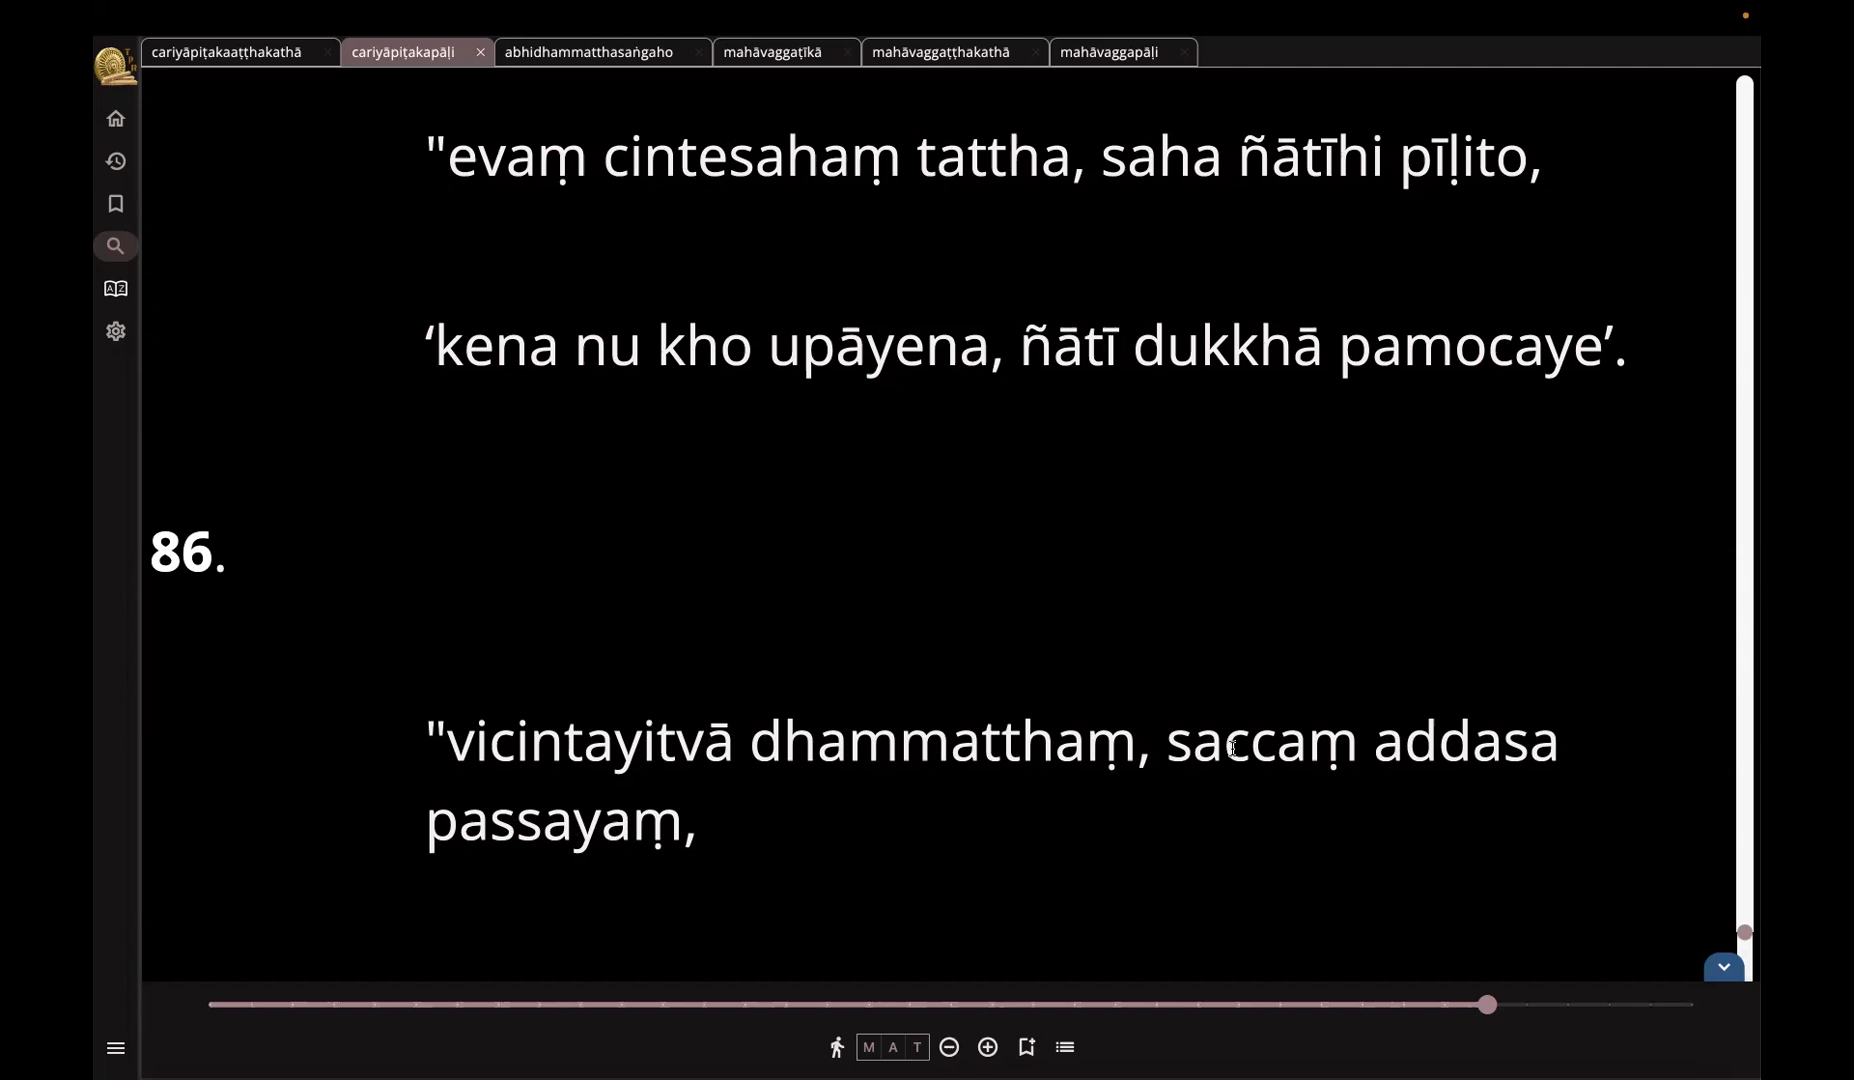 cariyāpiṭakaaṭṭhakathā
cariyāpiṭakapāḷi
abhidhammatthasaṅgaho
mahāvaggaṭīkā
mahāvaggaṭṭhakathā
mahāvaggapāḷi
"evaṃ cintesahaṃ tattha, saha ñātīhi pīḷito,
‘kena nu kho upāyena, ñātī dukkhā pamocaye’.
86.
"vicintayitvā dhammatthaṃ, saccaṃ addasa
passayaṃ,
M A T